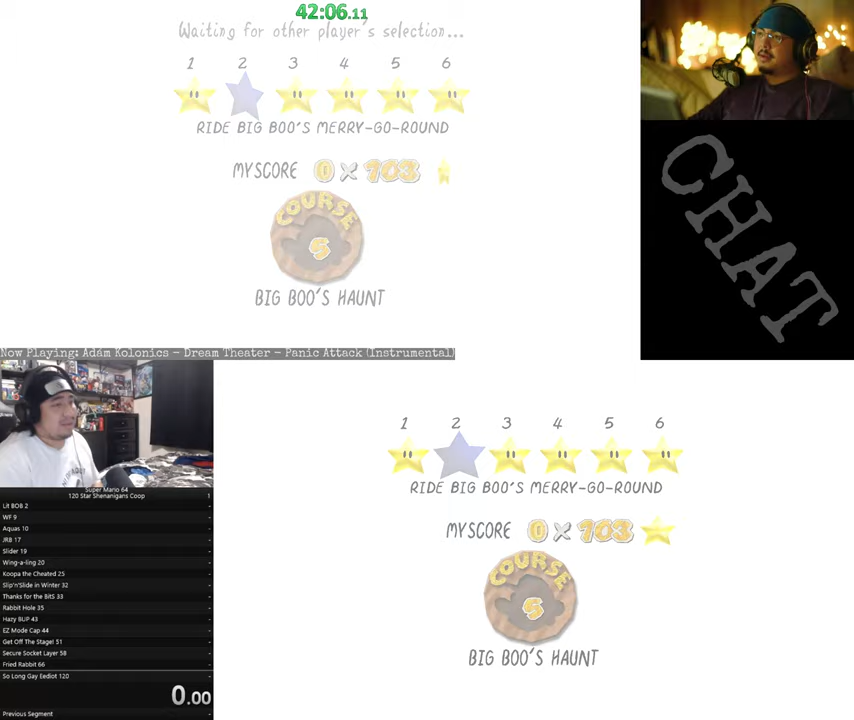 42:06.11
Waiting for other player's selection...
1 2 3 4 5 6
RIDE BIG BOO'S MERRY-GO-ROUND
MYSCORE 0 × 103
COURSE
5
BIG BOO'S HAUNT
CHAT
Now Playing: Adam Kolonics - Dream Theater - Panic Attack (Instrumental)
Super Mario 64
120 Star Shenanigans Coop 1
Lit BOB 2 -
WF 9 -
Aquas 10 -
JRB 17 -
Slider 19 -
Wing-a-ling 20 -
Koopa the Cheated 25 -
Slip'n'Slide in Winter 32 -
Thanks for the BitS 33 -
Rabbit Hole 35 -
Hazy BUP 43 -
EZ Mode Cap 44 -
Get Off The Stage! 51 -
Secure Socket Layer 58 -
Fried Rabbit 66 -
So Long Gay Eediot 120 -
0.00
Previous Segment -
1 2 3 4 5 6
RIDE BIG BOO'S MERRY-GO-ROUND
MYSCORE 0 × 103
COURSE
5
BIG BOO'S HAUNT